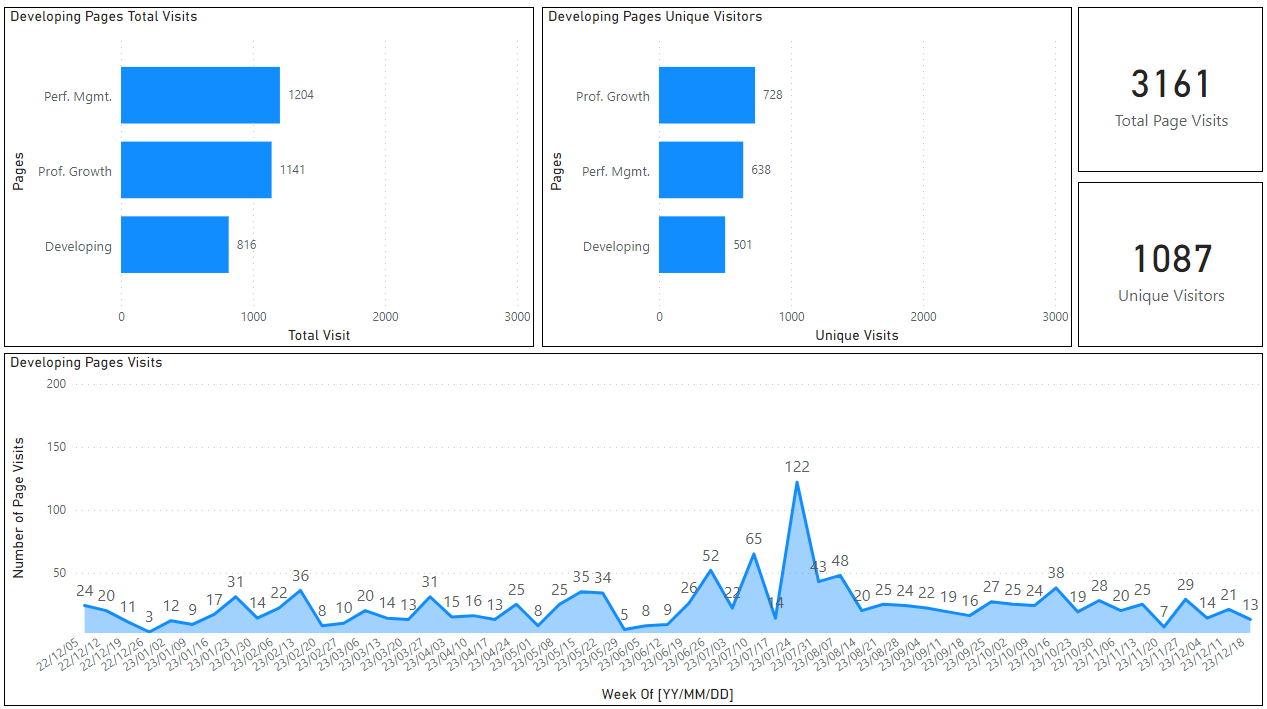 Developing Pages Total Visits
Pages
Perf. Mgmt.
1204
Prof. Growth
1141
Developing
816
0 1000 2000 3000
Total Visit
Developing Pages Unique Visitors
Pages
Prof. Growth
728
Perf. Mgmt.
638
Developing
501
0 1000 2000 3000
Unique Visits
3161
Total Page Visits
1087
Unique Visitors
Developing Pages Visits
Number of Page Visits
200
150
100
50
24 20 11 3 12 9 17 31 14 22 36 8 10 20 14 13 31 15 16 13 25 8 25 35 34 5 8 9 26 52 22 65 14 122 43 48 20 25 24 22 19 16 27 25 24 38 19 28 20 25 7 29 14 21 13
22/12/05 22/12/12 22/12/19 22/12/26 23/01/02 23/01/09 23/01/16 23/01/23 23/01/30 23/02/06 23/02/13 23/02/20 23/02/27 23/03/06 23/03/13 23/03/20 23/03/27 23/04/03 23/04/10 23/04/17 23/04/24 23/05/01 23/05/08 23/05/15 23/05/22 23/05/29 23/06/05 23/06/12 23/06/19 23/06/26 23/07/03 23/07/10 23/07/17 23/07/24 23/07/31 23/08/07 23/08/14 23/08/21 23/08/28 23/09/04 23/09/11 23/09/18 23/09/25 23/10/02 23/10/09 23/10/16 23/10/23 23/10/30 23/11/06 23/11/13 23/11/20 23/11/27 23/12/04 23/12/11 23/12/18
Week Of [YY/MM/DD]